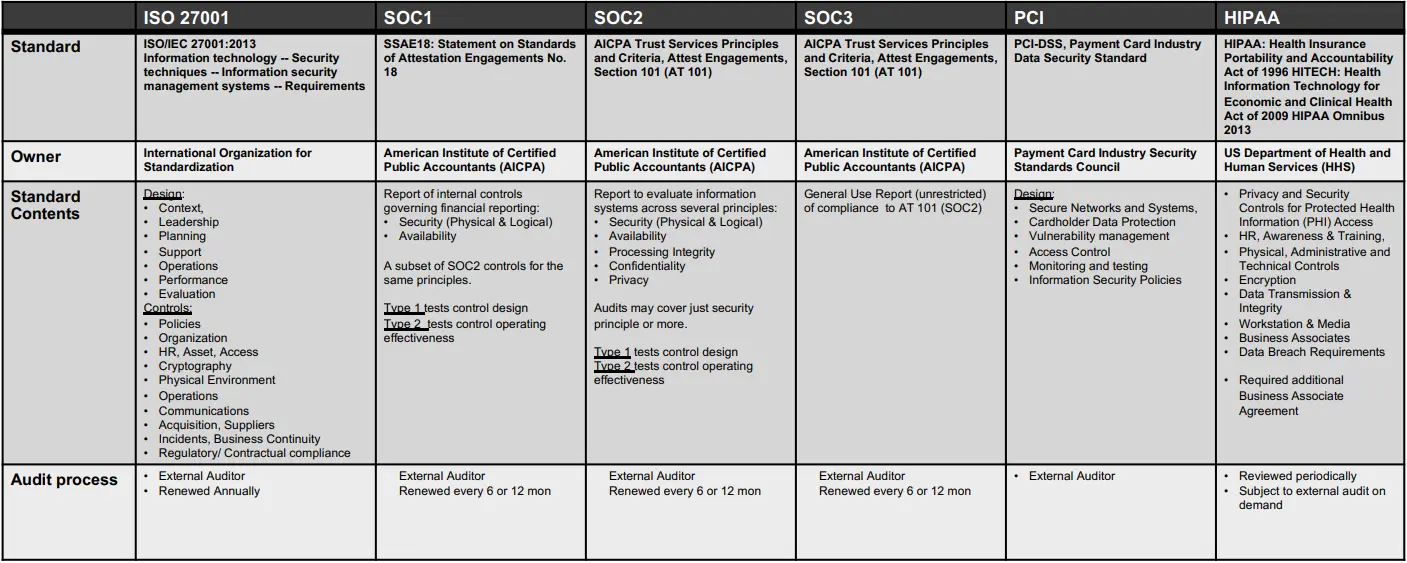 ISO 27001
SOC1
SOC2
SOC3
PCI
HIPAA
Standard
ISO/IEC 27001:2013
Information technology -- Security
techniques -- Information security
management systems -- Requirements
SSAE18: Statement on Standards
of Attestation Engagements No.
18
AICPA Trust Services Principles
and Criteria, Attest Engagements,
Section 101 (AT 101)
AICPA Trust Services Principles
and Criteria, Attest Engagements,
Section 101 (AT 101)
PCI-DSS, Payment Card Industry
Data Security Standard
HIPAA: Health Insurance
Portability and Accountability
Act of 1996 HITECH: Health
Information Technology for
Economic and Clinical Health
Act of 2009 HIPAA Omnibus
2013
Owner
International Organization for
Standardization
American Institute of Certified
Public Accountants (AICPA)
American Institute of Certified
Public Accountants (AICPA)
American Institute of Certified
Public Accountants (AICPA)
Payment Card Industry Security
Standards Council
US Department of Health and
Human Services (HHS)
Standard
Contents
Design:
• Context,
• Leadership
• Planning
• Support
• Operations
• Performance
• Evaluation
Controls:
• Policies
• Organization
• HR, Asset, Access
• Cryptography
• Physical Environment
• Operations
• Communications
• Acquisition, Suppliers
• Incidents, Business Continuity
• Regulatory/ Contractual compliance
Report of internal controls
governing financial reporting:
• Security (Physical & Logical)
• Availability
A subset of SOC2 controls for the
same principles.
Type 1 tests control design
Type 2 tests control operating
effectiveness
Report to evaluate information
systems across several principles:
• Security (Physical & Logical)
• Availability
• Processing Integrity
• Confidentiality
• Privacy
Audits may cover just security
principle or more.
Type 1 tests control design
Type 2 tests control operating
effectiveness
General Use Report (unrestricted)
of compliance to AT 101 (SOC2)
Design:
• Secure Networks and Systems,
• Cardholder Data Protection
• Vulnerability management
• Access Control
• Monitoring and testing
• Information Security Policies
• Privacy and Security
Controls for Protected Health
Information (PHI) Access
• HR, Awareness & Training,
• Physical, Administrative and
Technical Controls
• Encryption
• Data Transmission &
Integrity
• Workstation & Media
• Business Associates
• Data Breach Requirements
• Required additional
Business Associate
Agreement
Audit process
• External Auditor
• Renewed Annually
External Auditor
Renewed every 6 or 12 mon
External Auditor
Renewed every 6 or 12 mon
External Auditor
Renewed every 6 or 12 mon
• External Auditor
• Reviewed periodically
• Subject to external audit on
demand